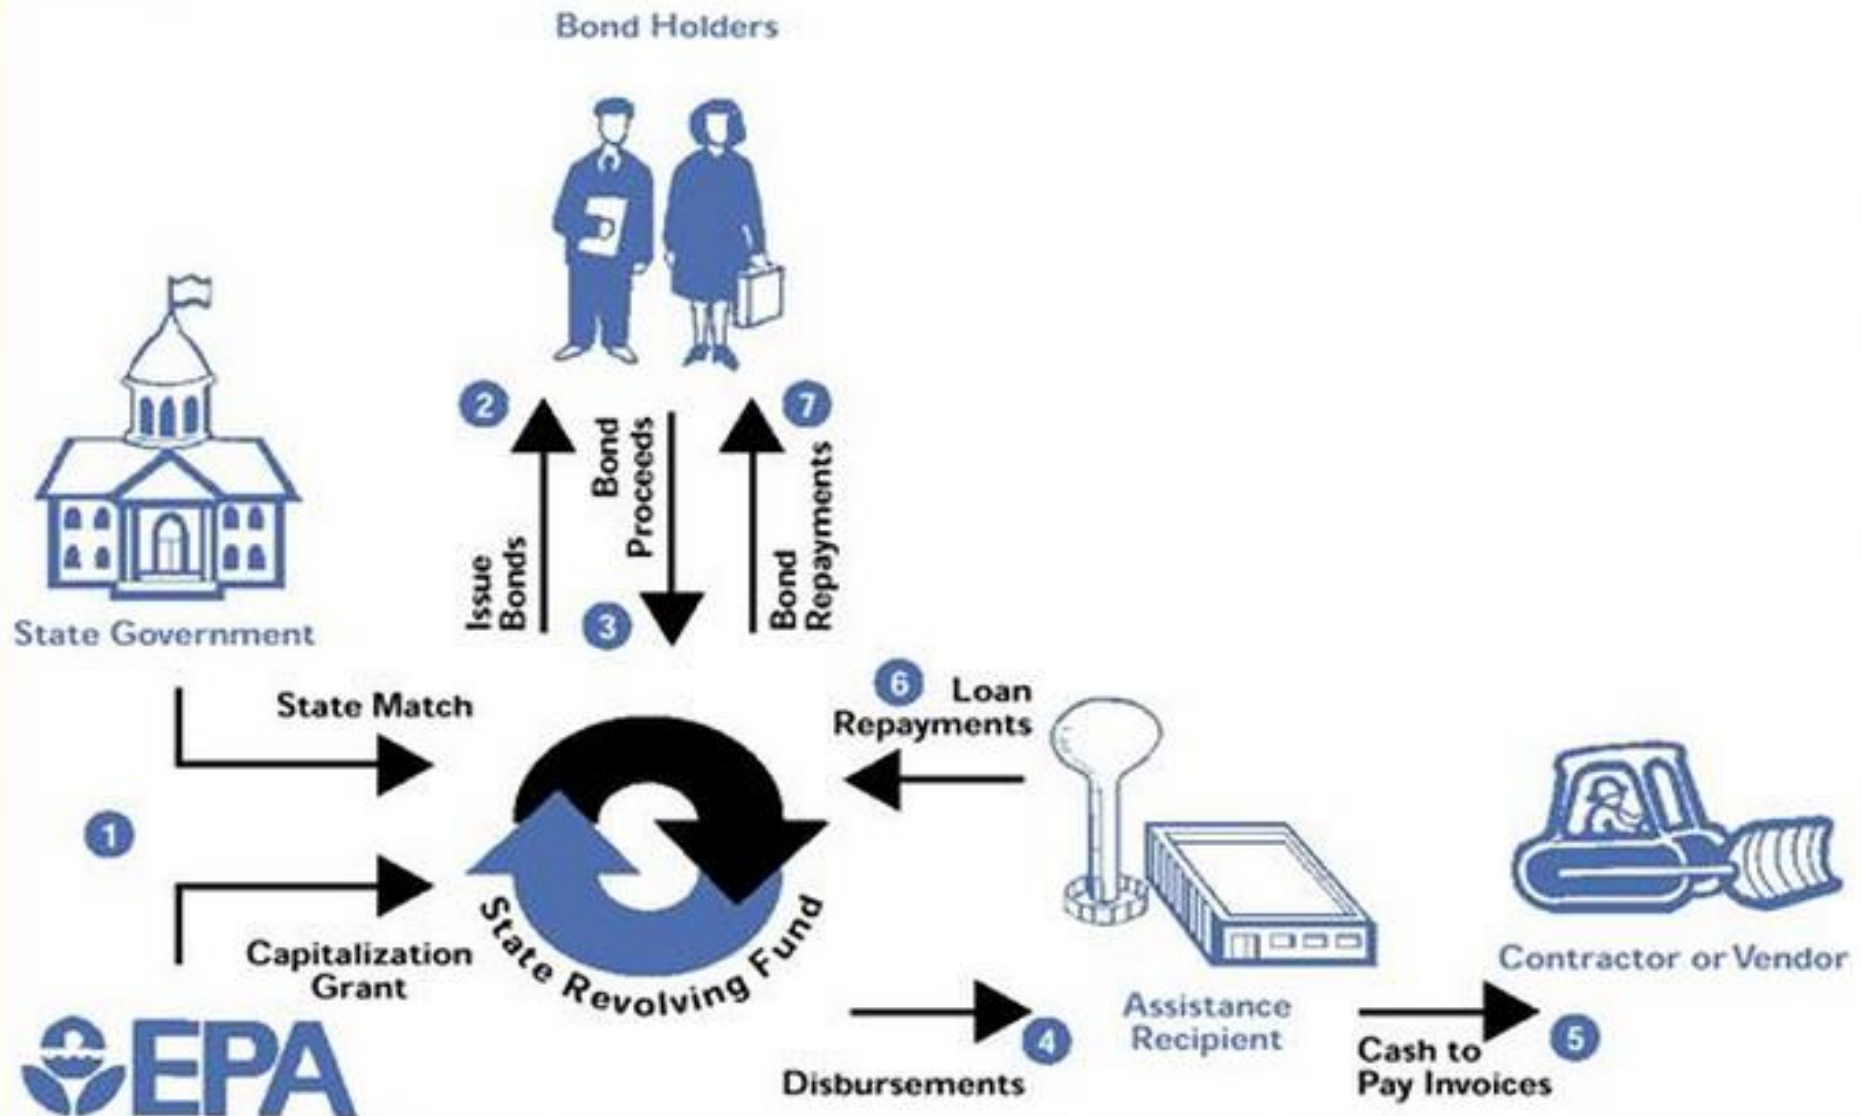 Bond Holders
2
7
Issue
Bonds
Bond
Proceeds
Bond
Repayments
3
State Government
State Match
6
Loan
Repayments
1
Capitalization
Grant
State Revolving Fund
EPA
Disbursements
4
Assistance
Recipient
Contractor or Vendor
Cash to
Pay Invoices
5